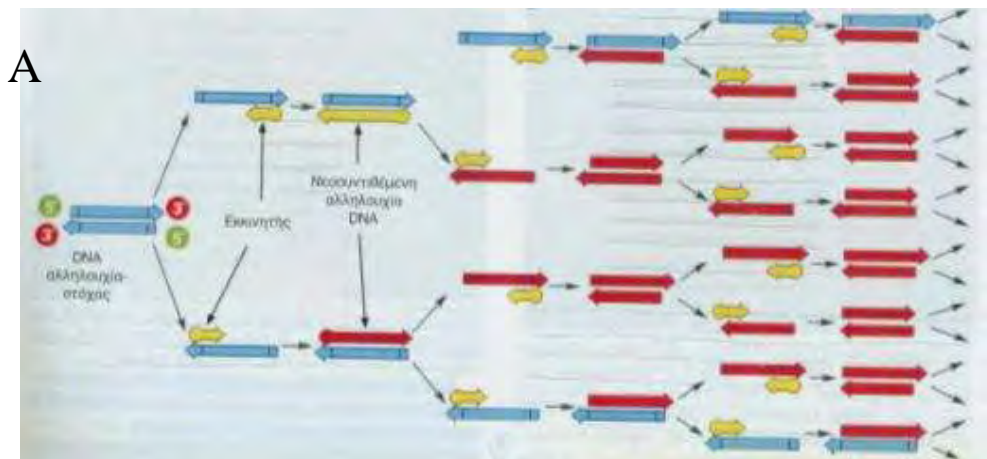 A
5'
3'
3'
5'
DNA
αλληλουχία-
στόχος
Εκκινητής
Νεοσυντιθέμενη
αλληλουχία
DNA